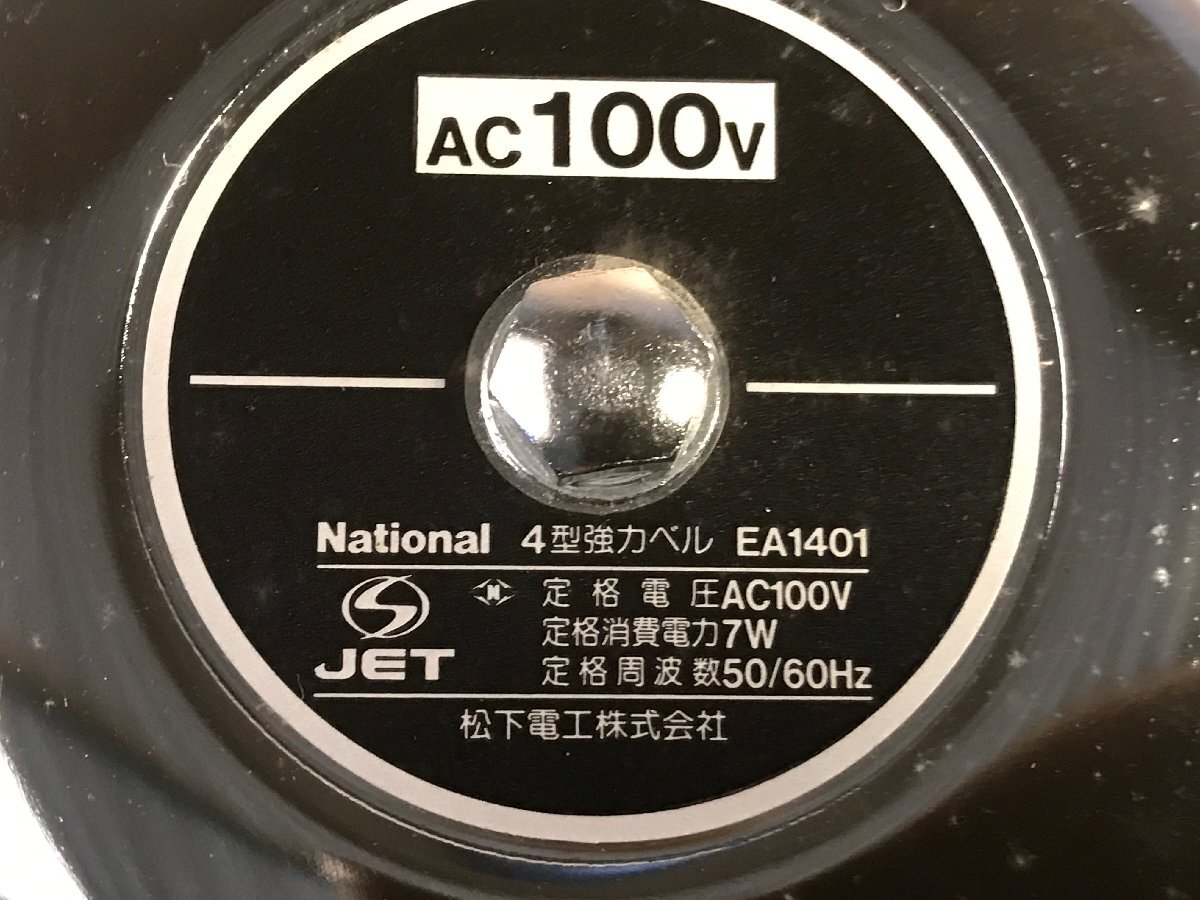 AC100V
National 4型強力ベル EA1401
定格電圧AC100V
定格消費電力7W
JET 定格周波数50/60Hz
松下電工株式会社